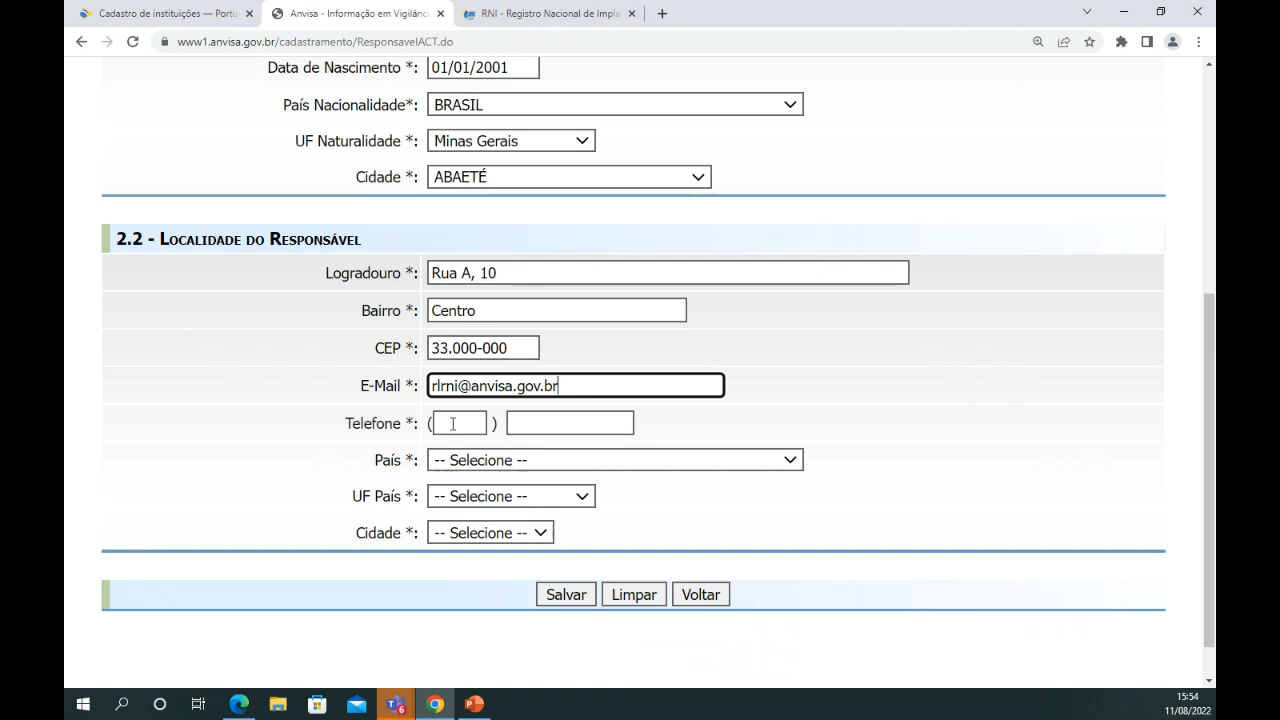 Cadastro de instituições — Portu
Anvisa - Informação em Vigilânc
RNI - Registro Nacional de Impla
www1.anvisa.gov.br/cadastramento/ResponsavelACT.do
Data de Nascimento *: 01/01/2001
País Nacionalidade*: BRASIL
UF Naturalidade *: Minas Gerais
Cidade *: ABAETÉ
2.2 - Localidade do Responsável
Logradouro *: Rua A, 10
Bairro *: Centro
CEP *: 33.000-000
E-Mail *: rlrni@anvisa.gov.br
Telefone *: ( )
País *: -- Selecione --
UF País *: -- Selecione --
Cidade *: -- Selecione --
Salvar Limpar Voltar
15:54
11/08/2022